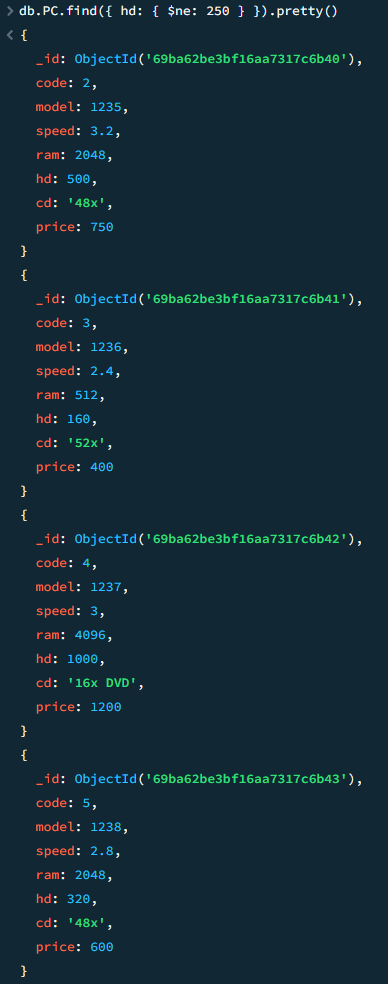 > db.PC.find({ hd: { $ne: 250 } }).pretty()
< {
_id: ObjectId('69ba62be3bf16aa7317c6b40'),
code: 2,
model: 1235,
speed: 3.2,
ram: 2048,
hd: 500,
cd: '48x',
price: 750
}
{
_id: ObjectId('69ba62be3bf16aa7317c6b41'),
code: 3,
model: 1236,
speed: 2.4,
ram: 512,
hd: 160,
cd: '52x',
price: 400
}
{
_id: ObjectId('69ba62be3bf16aa7317c6b42'),
code: 4,
model: 1237,
speed: 3,
ram: 4096,
hd: 1000,
cd: '16x DVD',
price: 1200
}
{
_id: ObjectId('69ba62be3bf16aa7317c6b43'),
code: 5,
model: 1238,
speed: 2.8,
ram: 2048,
hd: 320,
cd: '48x',
price: 600
}